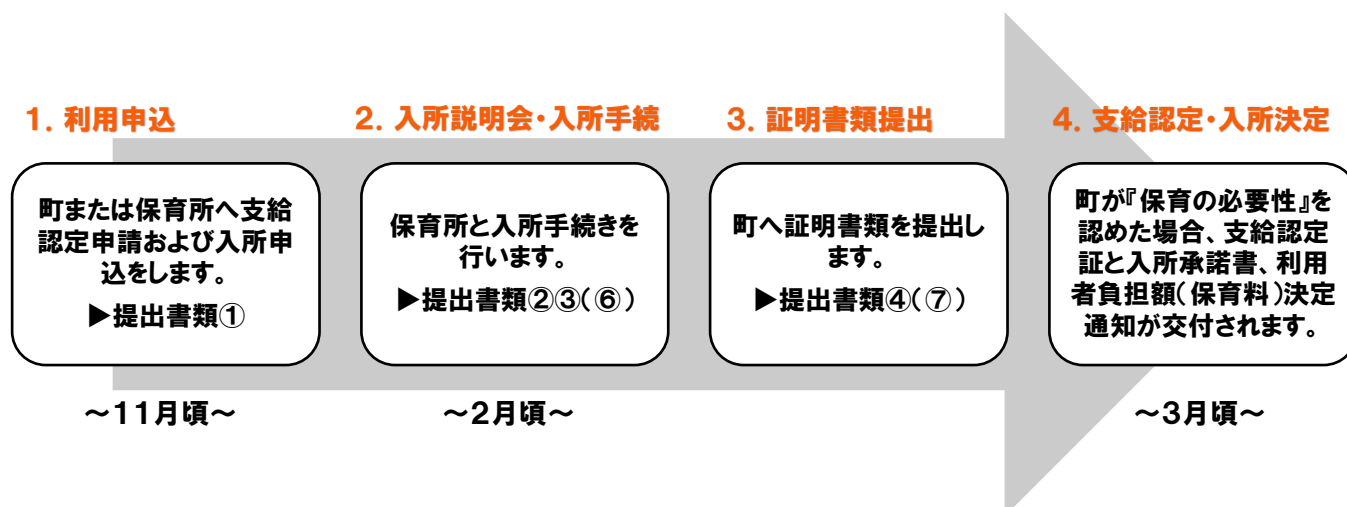 1. 利用申込
町または保育所へ支給
認定申請および入所申
込をします。
▶提出書類①
～11月頃～
2. 入所説明会・入所手続
保育所と入所手続きを
行います。
▶提出書類②③(⑥)
～2月頃～
3. 証明書類提出
町へ証明書類を提出し
ます。
▶提出書類④(⑦)
4. 支給認定・入所決定
町が『保育の必要性』を
認めた場合、支給認定
証と入所承諾書、利用
者負担額(保育料)決定
通知が交付されます。
～3月頃～